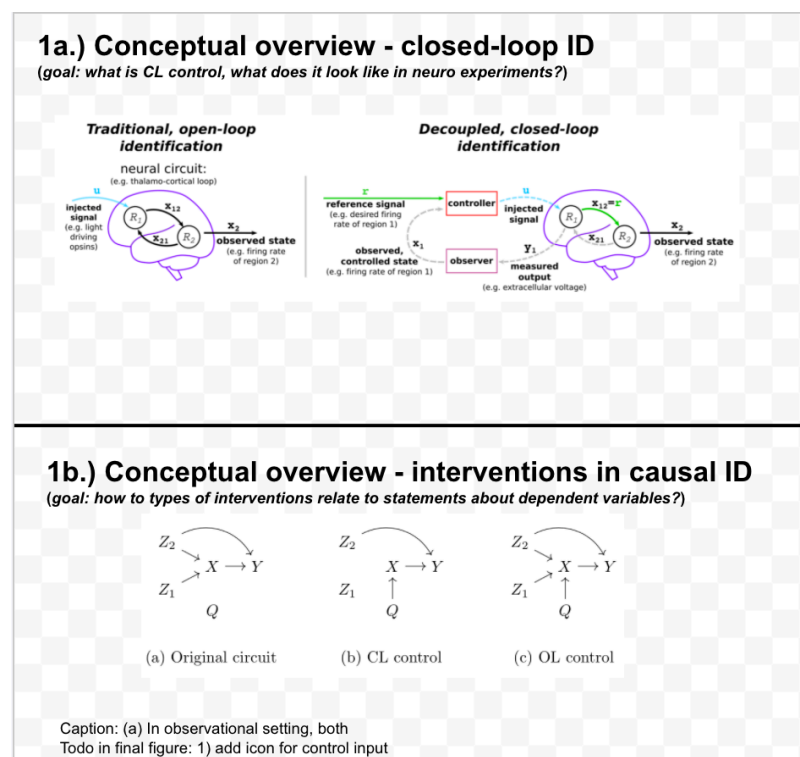 1a.) Conceptual overview - closed-loop ID
(goal: what is CL control, what does it look like in neuro experiments?)
Traditional, open-loop
identification
neural circuit:
(e.g. thalamo-cortical loop)
u
injected
signal
(e.g. light
driving
opsins)
R₁
x₁₂
x₂₁
R₂
x₂
observed state
(e.g. firing rate
of region 2)
Decoupled, closed-loop
identification
r
reference signal
(e.g. desired firing
rate of region 1)
controller
u
injected
signal
R₁
x₁₂=r
x₂₁
R₂
x₂
observed state
(e.g. firing rate
of region 2)
x₁
observed,
controlled state
(e.g. firing rate of region 1)
observer
Y₁
measured
output
(e.g. extracellular voltage)
1b.) Conceptual overview - interventions in causal ID
(goal: how to types of interventions relate to statements about dependent variables?)
Z₂
X → Y
Z₁
Q
(a) Original circuit
Z₂
X → Y
Z₁
Q
(b) CL control
Z₂
X → Y
Z₁
Q
(c) OL control
Caption: (a) In observational setting, both
Todo in final figure: 1) add icon for control input